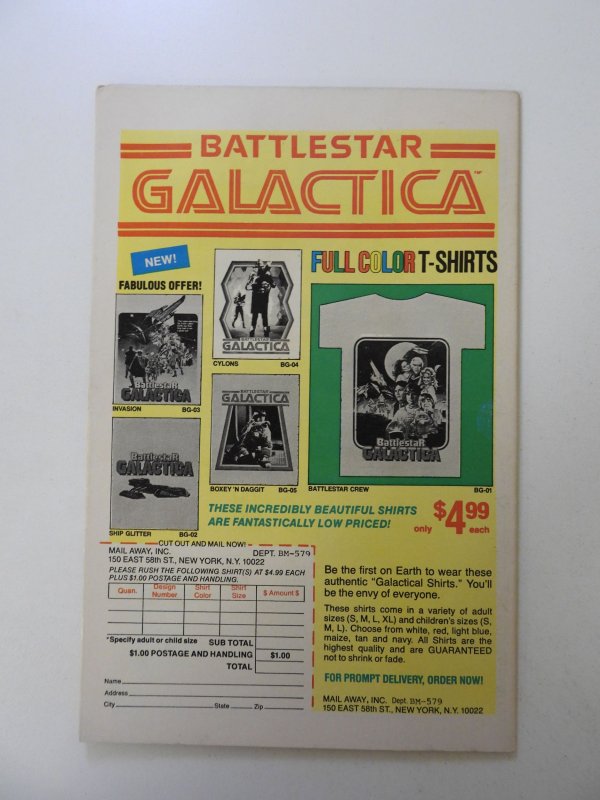 BATTLESTAR
GALACTICA™
NEW!
FABULOUS OFFER!
FULL COLOR T-SHIRTS
BATTLESTAR
GALACTICA
CYLONS BG-04
BattlestaR
GALACTICA
INVASION BG-03
BATTLESTAR
GALACTICA
BOXEY 'N DAGGIT BG-05
BattlestaR
GALACTICA
BATTLESTAR CREW BG-01
BattlestaR
GALACTICA
SHIP GLITTER BG-02
THESE INCREDIBLY BEAUTIFUL SHIRTS
ARE FANTASTICALLY LOW PRICED!
only $4.99 each
CUT OUT AND MAIL NOW!
MAIL AWAY, INC. DEPT. BM-579
150 EAST 58th ST., NEW YORK, N.Y. 10022
PLEASE RUSH THE FOLLOWING SHIRT(S) AT $4.99 EACH
PLUS $1.00 POSTAGE AND HANDLING.
Quan. Design Number Shirt Color Shirt Size $ Amount $
*Specify adult or child size SUB TOTAL
$1.00 POSTAGE AND HANDLING $1.00
TOTAL
Name
Address
City State Zip
Be the first on Earth to wear these
authentic "Galactical Shirts." You'll
be the envy of everyone.
These shirts come in a variety of adult
sizes (S, M, L, XL) and children's sizes (S,
M, L). Choose from white, red, light blue,
maize, tan and navy. All Shirts are the
highest quality and are GUARANTEED
not to shrink or fade.
FOR PROMPT DELIVERY, ORDER NOW!
MAIL AWAY, INC. Dept. BM-579
150 EAST 58th ST., NEW YORK, N.Y. 10022